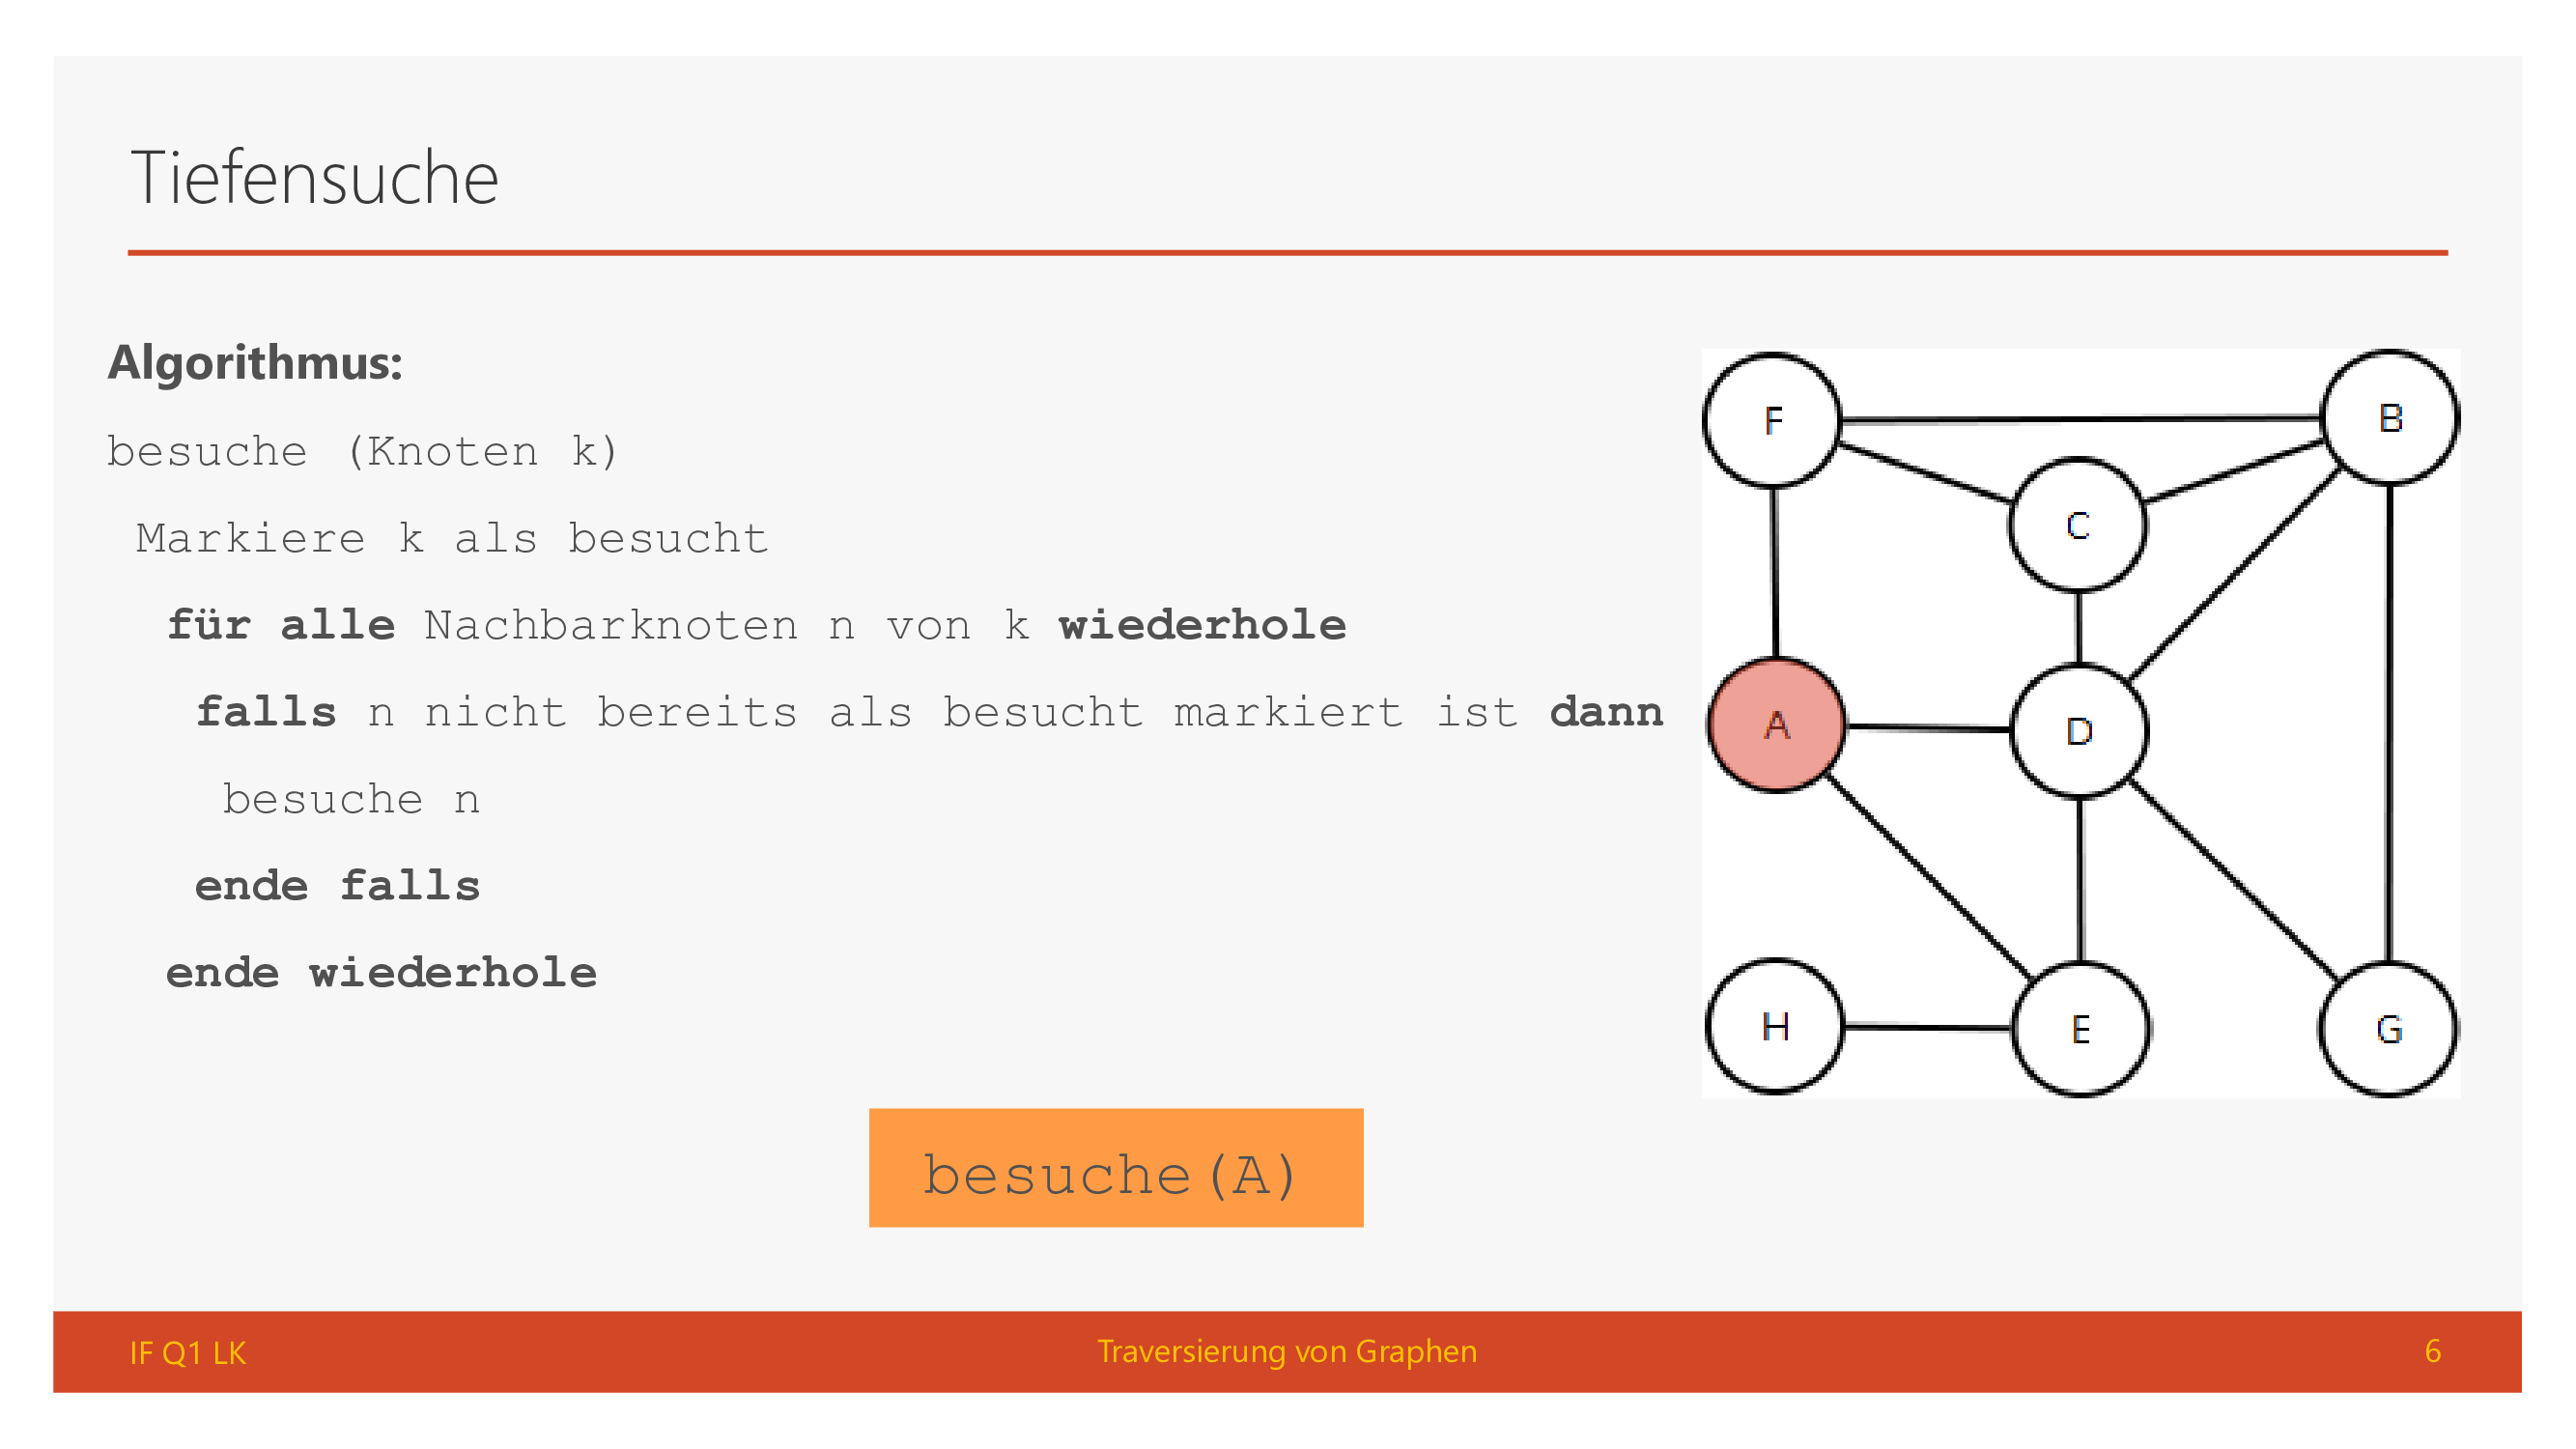 Tiefensuche
Algorithmus:
besuche (Knoten k)
Markiere k als besucht
für alle Nachbarknoten n von k wiederhole
falls n nicht bereits als besucht markiert ist dann
besuche n
ende falls
ende wiederhole
F
B
C
A
D
H
E
G
besuche(A)
IF Q1 LK
Traversierung von Graphen
6